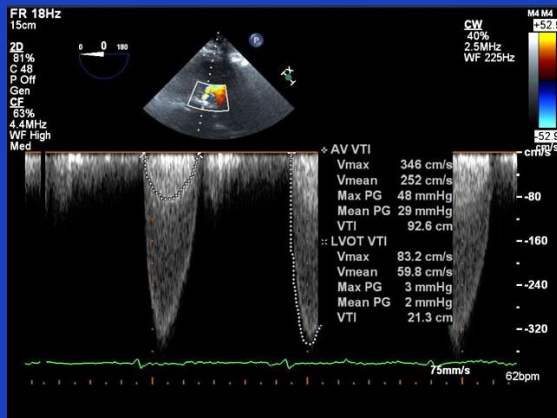 FR 18Hz
15cm
2D
81%
C 48
P Off
Gen
CF
63%
4.4MHz
WF High
Med
0 0 180
P
CW
40%
2.5MHz
WF 225Hz
M4 M4
+52.9
-52.9
cm/s
AV VTI
Vmax 346 cm/s
Vmean 252 cm/s
Max PG 48 mmHg
Mean PG 29 mmHg
VTI 92.6 cm
LVOT VTI
Vmax 83.2 cm/s
Vmean 59.8 cm/s
Max PG 3 mmHg
Mean PG 2 mmHg
VTI 21.3 cm
cm/s
-80
-160
-240
-320
75mm/s
62bpm